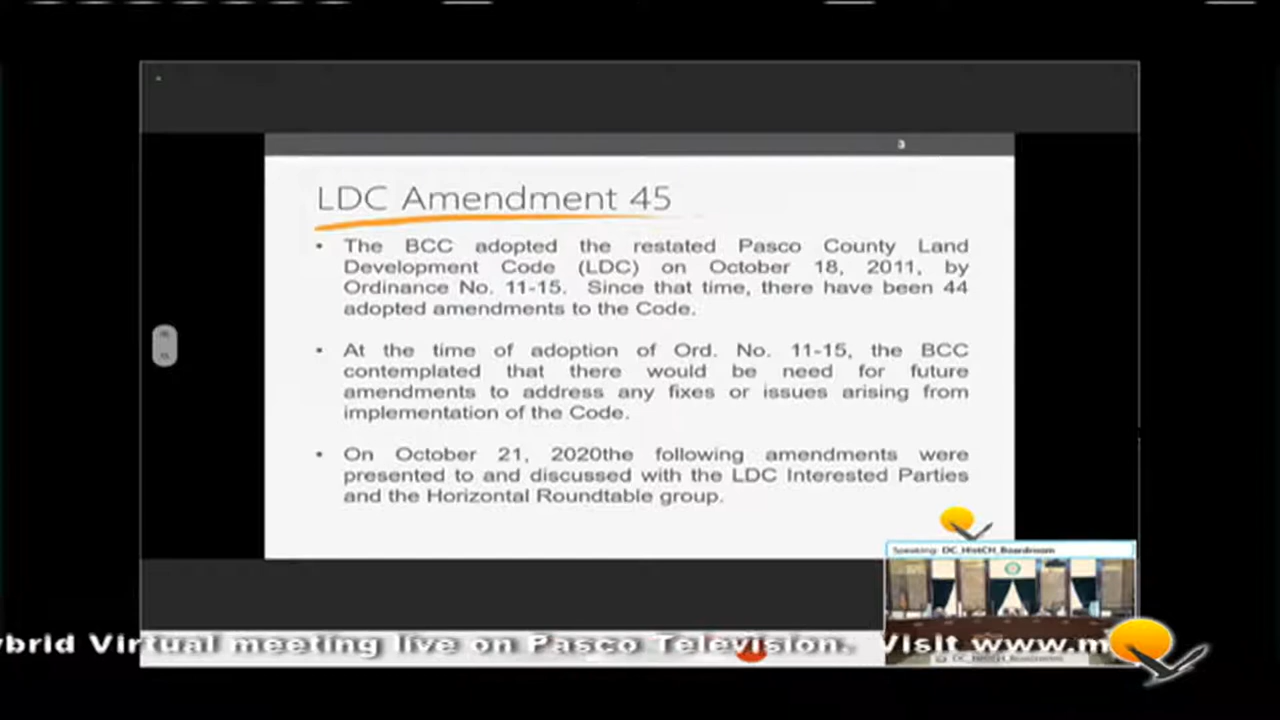 3
LDC Amendment 45
• The BCC adopted the restated Pasco County Land
Development Code (LDC) on October 18, 2011, by
Ordinance No. 11-15. Since that time, there have been 44
adopted amendments to the Code.
• At the time of adoption of Ord. No. 11-15, the BCC
contemplated that there would be need for future
amendments to address any fixes or issues arising from
implementation of the Code.
• On October 21, 2020the following amendments were
presented to and discussed with the LDC Interested Parties
and the Horizontal Roundtable group.
Speaking: DC_HistCH_Boardroom
ybrid Virtual meeting live on Pasco Television. Visit www.m
DC_HistCH_Boardroom